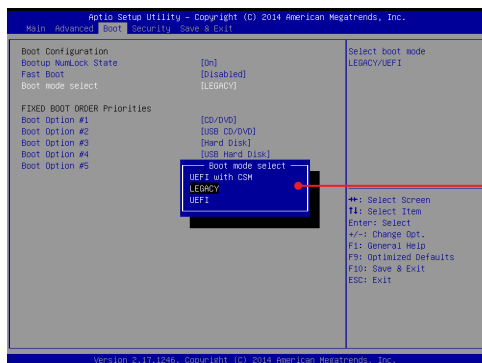 Aptio Setup Utility – Copyright (C) 2014 American Megatrends, Inc.
Main Advanced Boot Security Save & Exit
Boot Configuration
Bootup NumLock State [On]
Fast Boot [Disabled]
Boot mode select [LEGACY]
FIXED BOOT ORDER Priorities
Boot Option #1 [CD/DVD]
Boot Option #2 [USB CD/DVD]
Boot Option #3 [Hard Disk]
Boot Option #4 [USB Hard Disk]
Boot Option #5
Boot mode select
UEFI with CSM
LEGACY
UEFI
Select boot mode
LEGACY/UEFI
→←: Select Screen
↑↓: Select Item
Enter: Select
+/-: Change Opt.
F1: General Help
F9: Optimized Defaults
F10: Save & Exit
ESC: Exit
Version 2.17.1246. Copyright (C) 2014 American Megatrends, Inc.